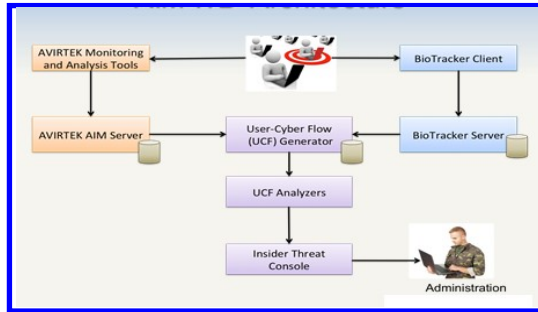 AVIRTEK Monitoring
and Analysis Tools
BioTracker Client
AVIRTEK AIM Server
User-Cyber Flow
(UCF) Generator
BioTracker Server
UCF Analyzers
Insider Threat
Console
Administration